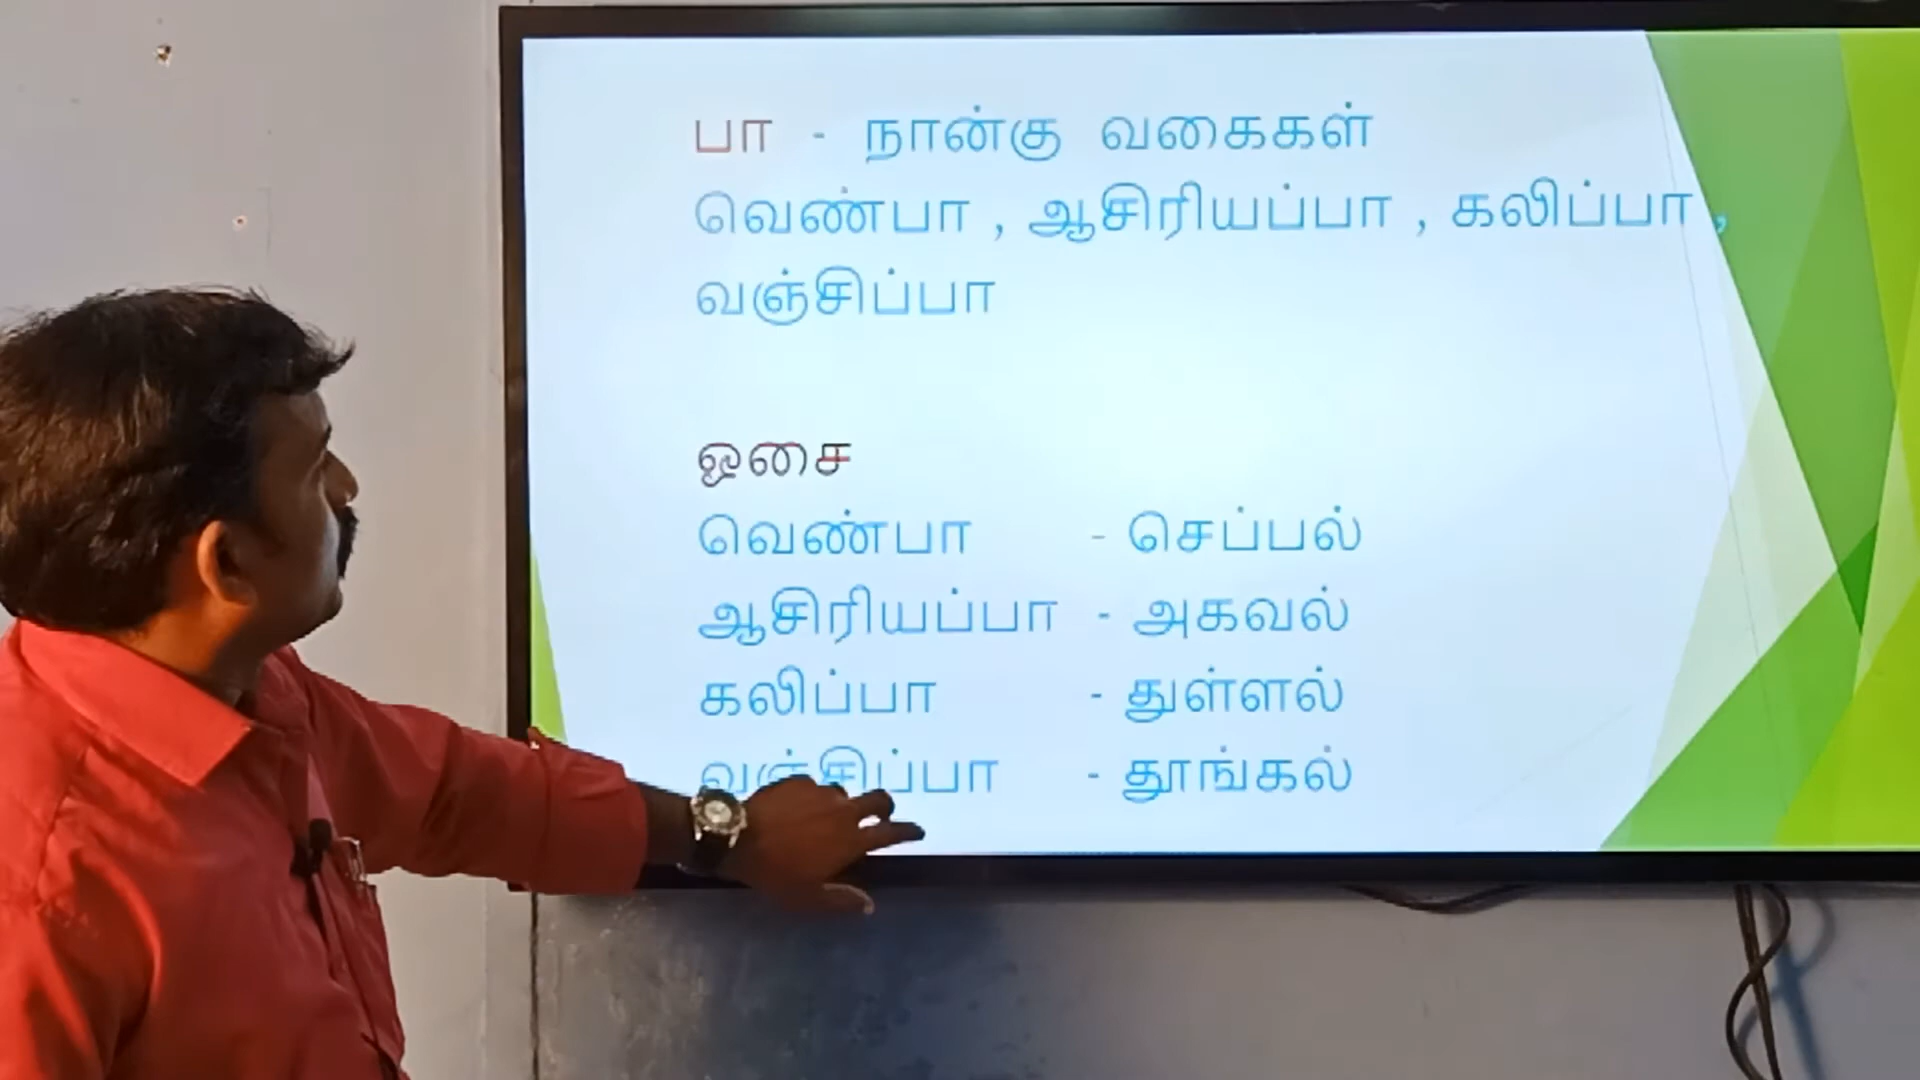 பா - நான்கு வகைகள்
வெண்பா , ஆசிரியப்பா , கலிப்பா ,
வஞ்சிப்பா
ஓசை
வெண்பா - செப்பல்
ஆசிரியப்பா - அகவல்
கலிப்பா - துள்ளல்
வஞ்சிப்பா - தூங்கல்